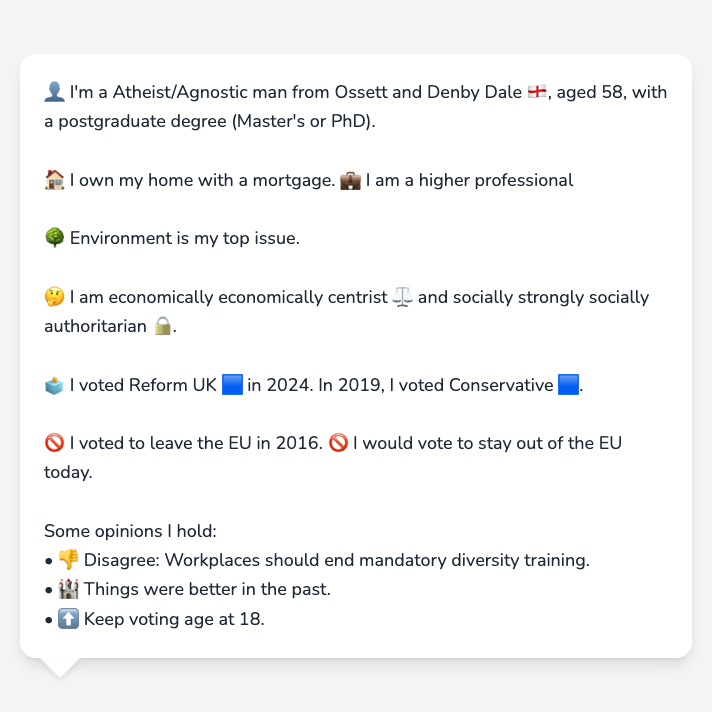 👤 I'm a Atheist/Agnostic man from Ossett and Denby Dale 🏴󠁧󠁢󠁥󠁮󠁧󠁿, aged 58, with
a postgraduate degree (Master's or PhD).
🏠 I own my home with a mortgage. 💼 I am a higher professional
🌳 Environment is my top issue.
🤔 I am economically economically centrist ⚖️ and socially strongly socially
authoritarian 🔒.
🗳️ I voted Reform UK 🟦 in 2024. In 2019, I voted Conservative 🟦.
🚫 I voted to leave the EU in 2016. 🚫 I would vote to stay out of the EU
today.
Some opinions I hold:
• 👎 Disagree: Workplaces should end mandatory diversity training.
• 🏰 Things were better in the past.
• ⬆️ Keep voting age at 18.